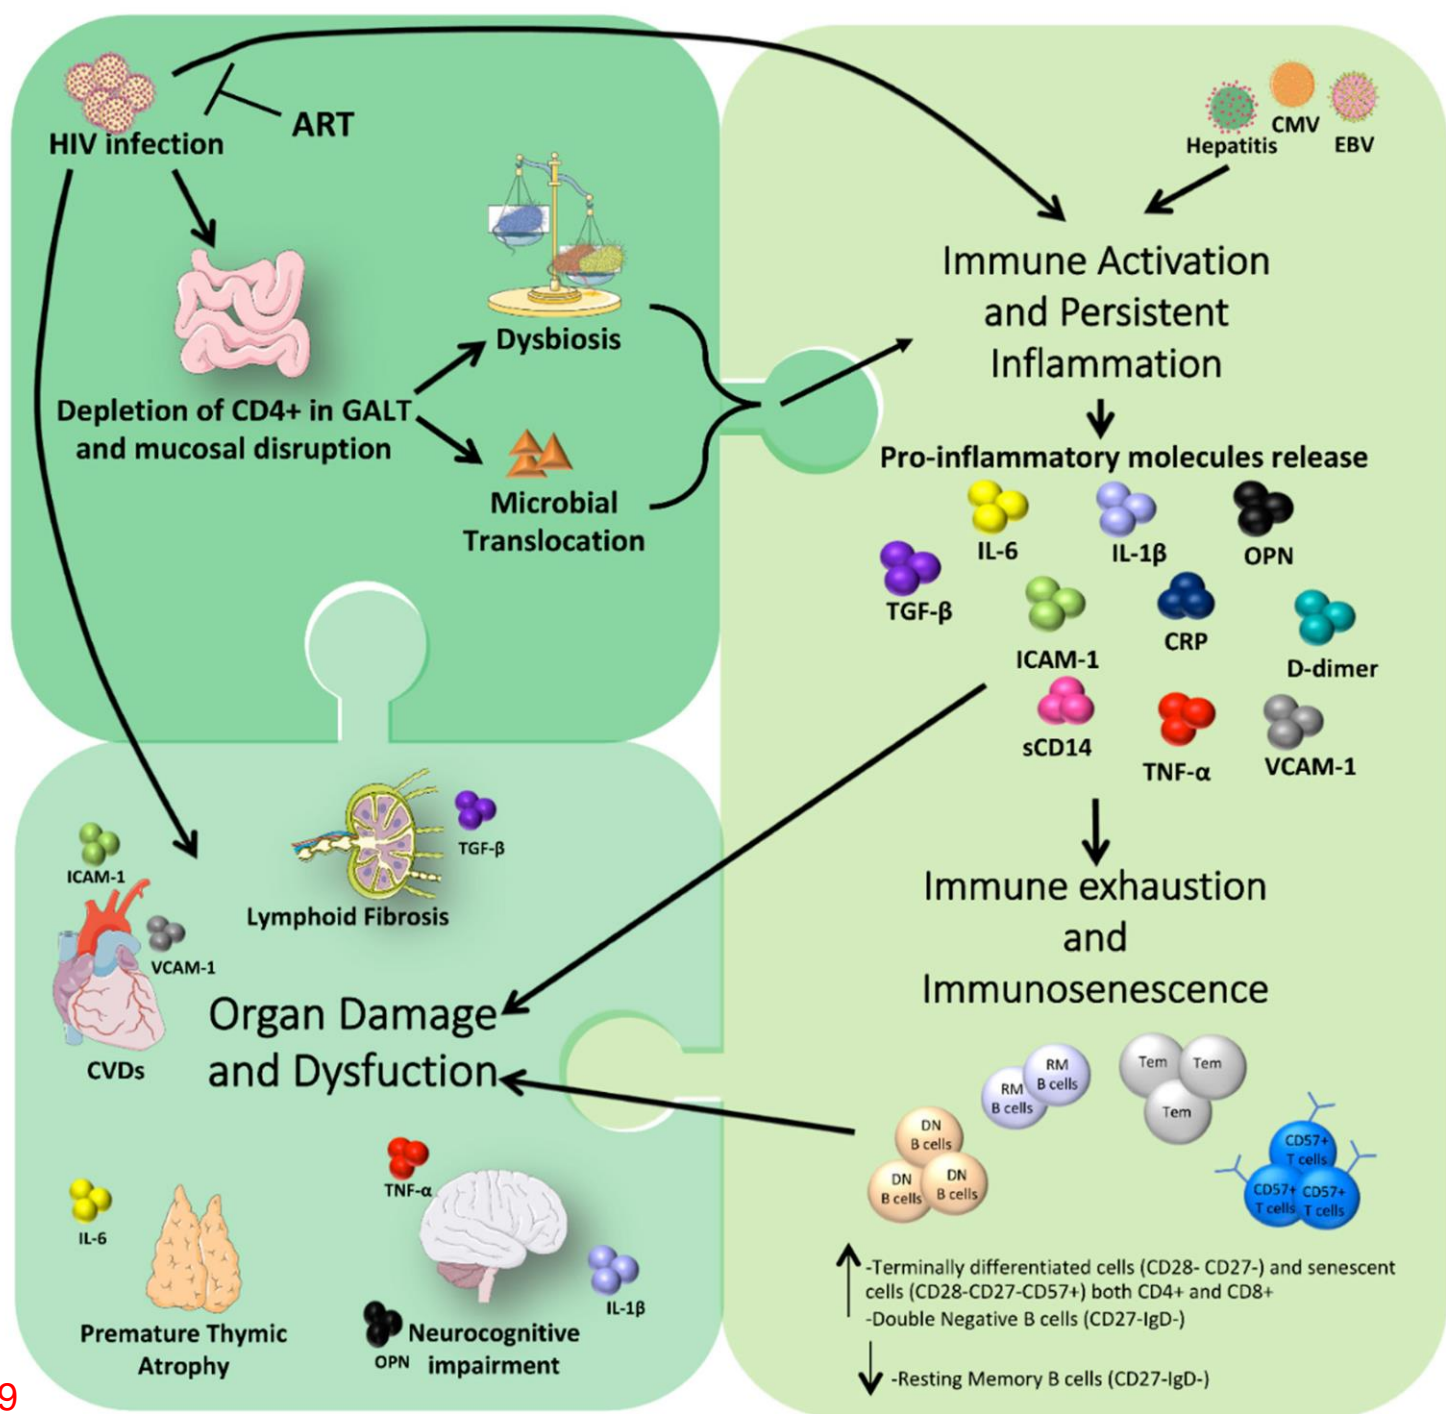 HIV infection
ART
Depletion of CD4+ in GALT
and mucosal disruption
Dysbiosis
Microbial
Translocation
Hepatitis
CMV
EBV
Immune Activation
and Persistent
Inflammation
Pro-inflammatory molecules release
IL-6
IL-1β
OPN
TGF-β
ICAM-1
CRP
D-dimer
sCD14
TNF-α
VCAM-1
Immune exhaustion
and
Immunosenescence
RM
B cells
RM
B cells
Tem
Tem
Tem
DN
B cells
DN
B cells
DN
B cells
CD57+
T cells
CD57+
T cells
CD57+
T cells
-Terminally differentiated cells (CD28- CD27-) and senescent
cells (CD28-CD27-CD57+) both CD4+ and CD8+
-Double Negative B cells (CD27-IgD-)
-Resting Memory B cells (CD27-IgD-)
ICAM-1
VCAM-1
CVDs
TGF-β
Lymphoid Fibrosis
Organ Damage
and Dysfuction
IL-6
Premature Thymic
Atrophy
TNF-α
IL-1β
OPN
Neurocognitive
impairment
9